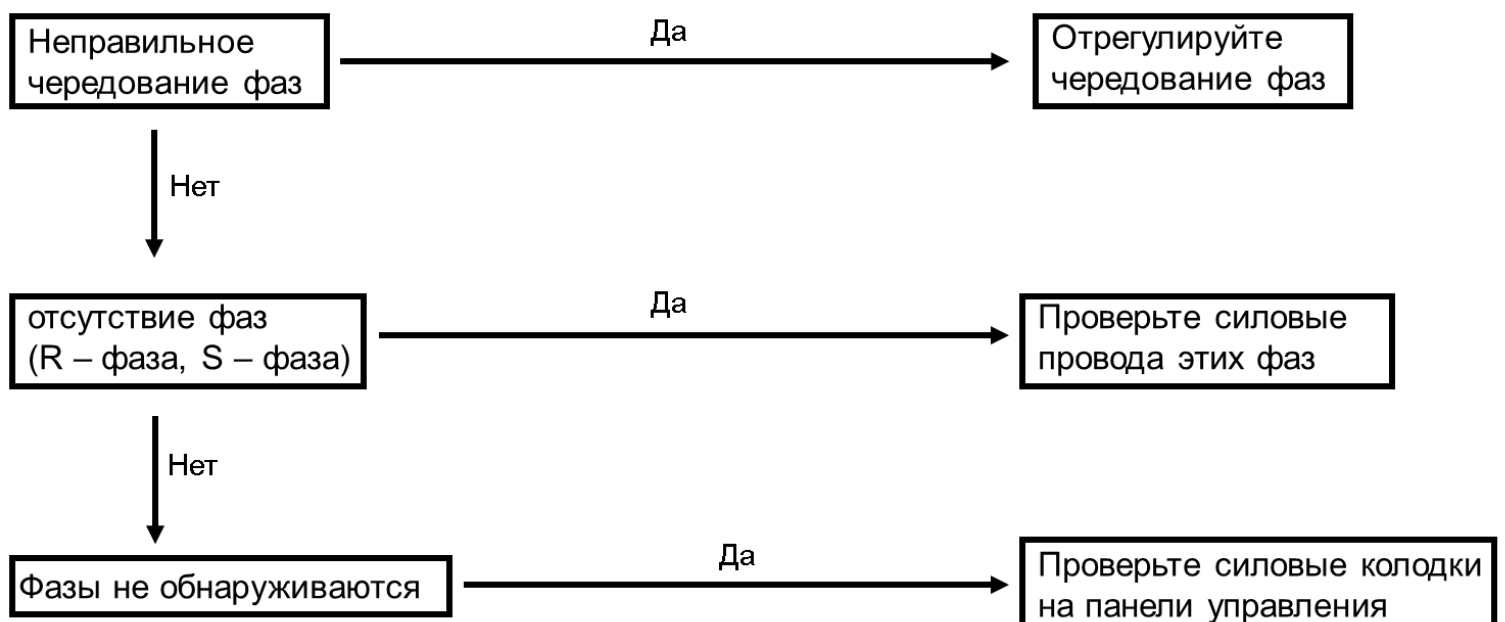 Неправильное
чередование фаз
Да
Отрегулируйте
чередование фаз
Нет
отсутствие фаз
(R – фаза, S – фаза)
Да
Проверьте силовые
провода этих фаз
Нет
Фазы не обнаруживаются
Да
Проверьте силовые колодки
на панели управления